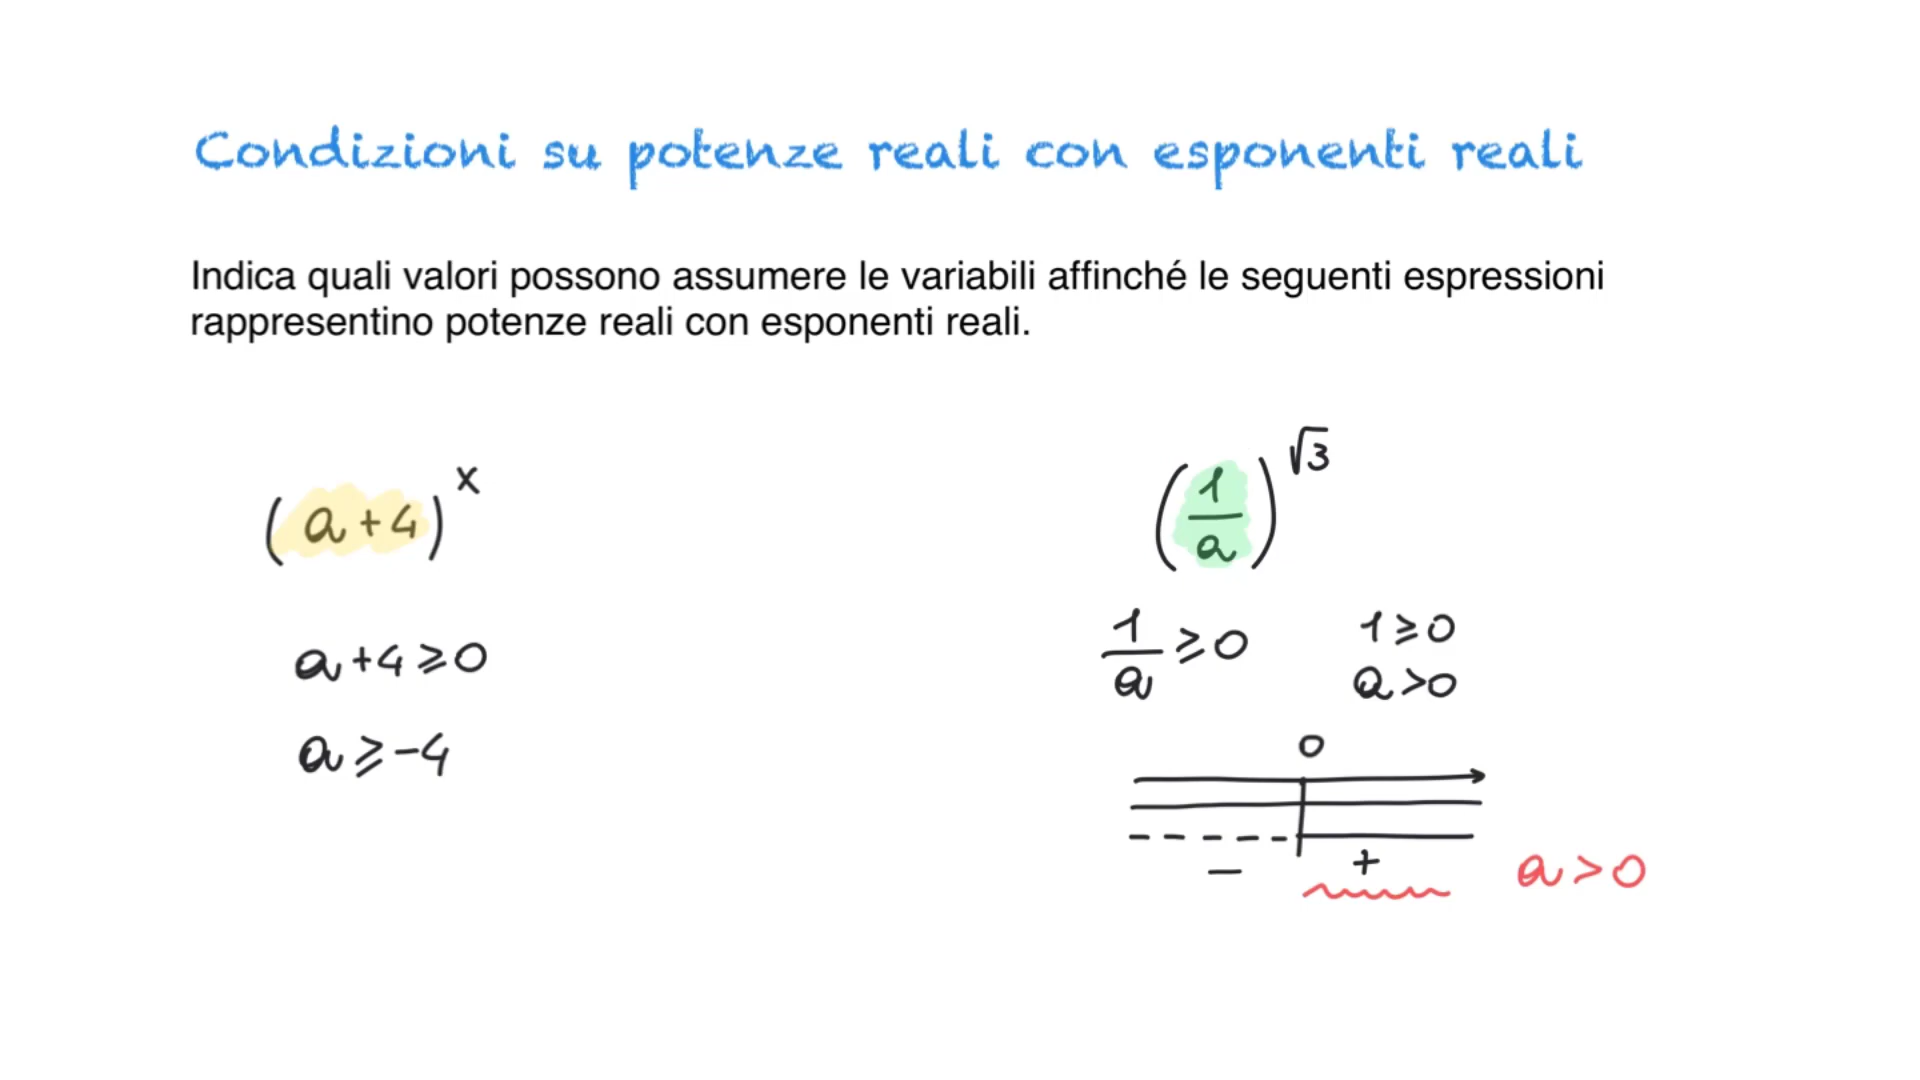 Condizioni su potenze reali con esponenti reali
Indica quali valori possono assumere le variabili affinché le seguenti espressioni
rappresentino potenze reali con esponenti reali.
(a+4)^x
a+4≥0
a≥-4
(1/a)^√3
1/a ≥0
1≥0
a>0
0
- +
a>0